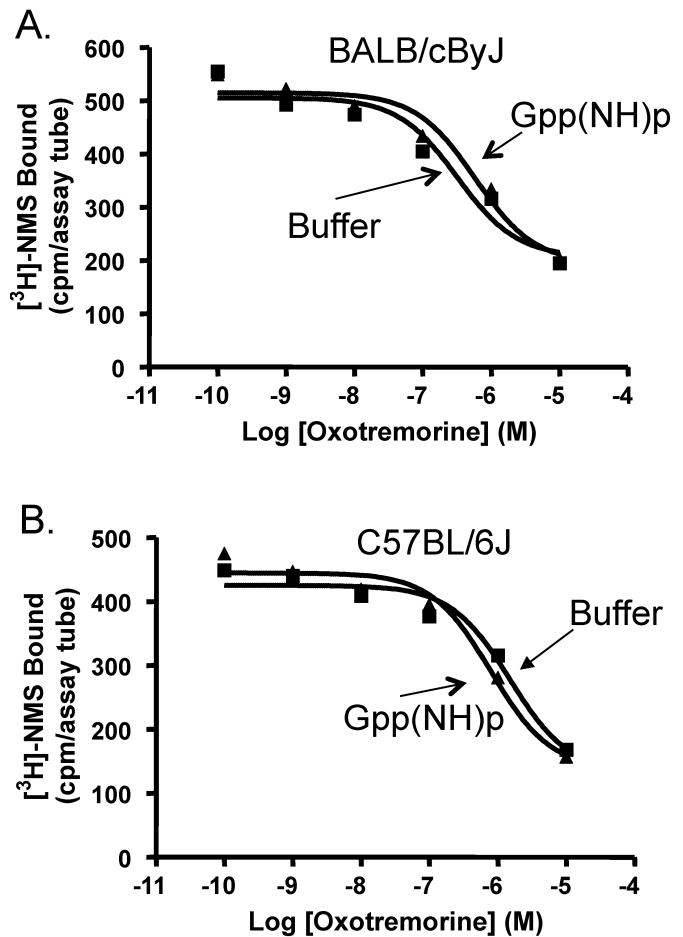 A.
BALB/cByJ
[³H]-NMS Bound
(cpm/assay tube)
600
500
400
300
200
100
0
Gpp(NH)p
Buffer
-11 -10 -9 -8 -7 -6 -5 -4
Log [Oxotremorine] (M)
B.
C57BL/6J
[³H]-NMS Bound
(cpm/assay tube)
500
400
300
200
100
0
Buffer
Gpp(NH)p
-11 -10 -9 -8 -7 -6 -5 -4
Log [Oxotremorine] (M)